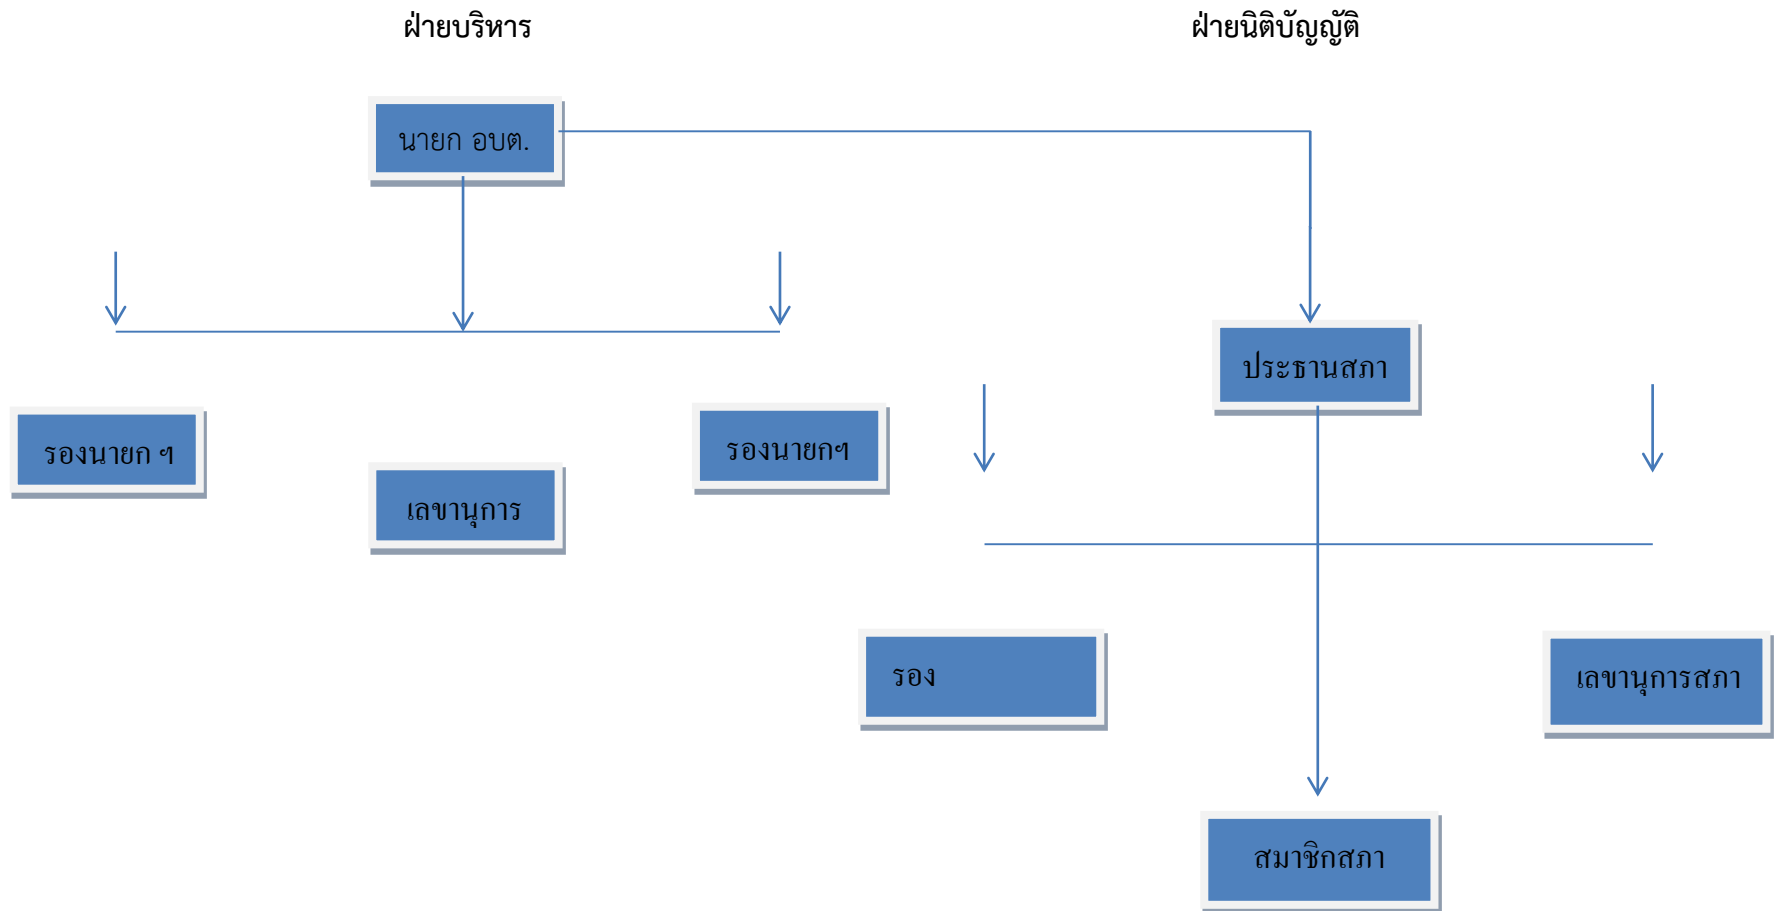 ฝ่ายบริหาร
ฝ่ายนิติบัญญัติ
นายก อบต.
ประธานสภา
รองนายก ฯ
รองนายกฯ
เลขานุการ
รอง
เลขานุการสภา
สมาชิกสภา